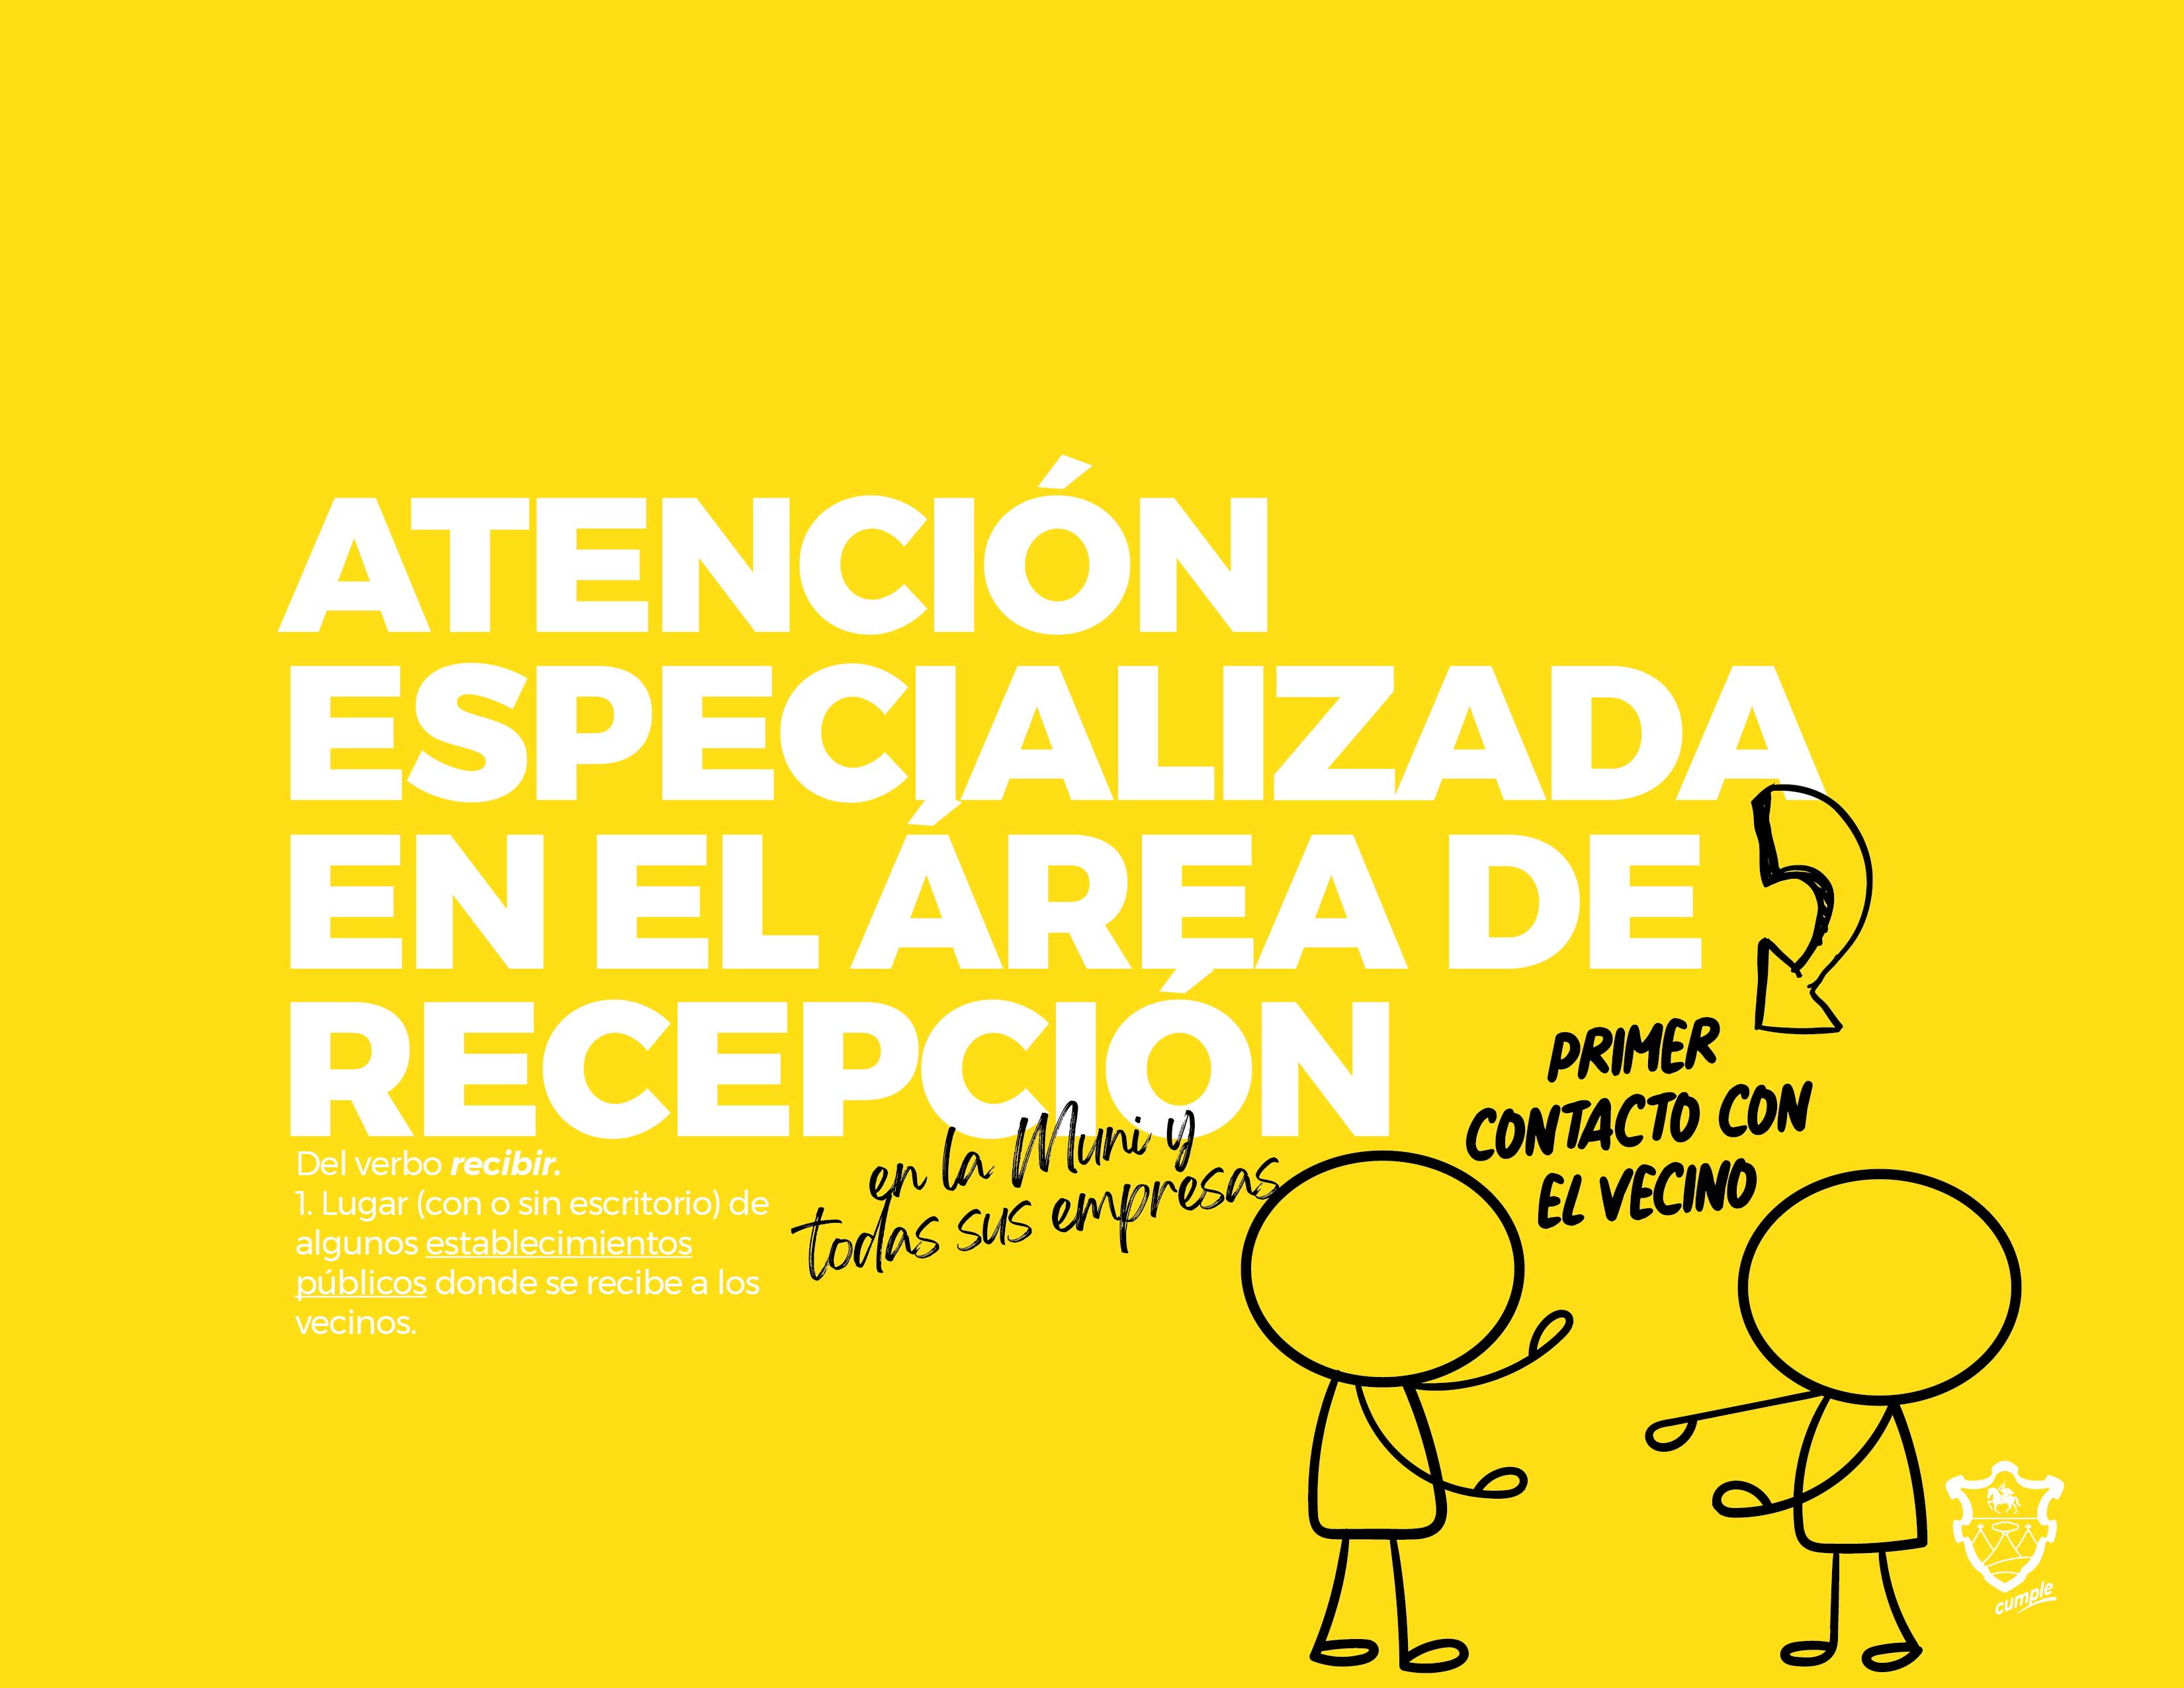 ATENCIÓN
ESPECIALIZADA
EN EL ÁREA DE
RECEPCIÓN
Del verbo recibir.
1. Lugar (con o sin escritorio) de
algunos establecimientos
públicos donde se recibe a los
vecinos.
en la Muni y
todas sus empresas
PRIMER
CONTACTO CON
EL VECINO
cumple